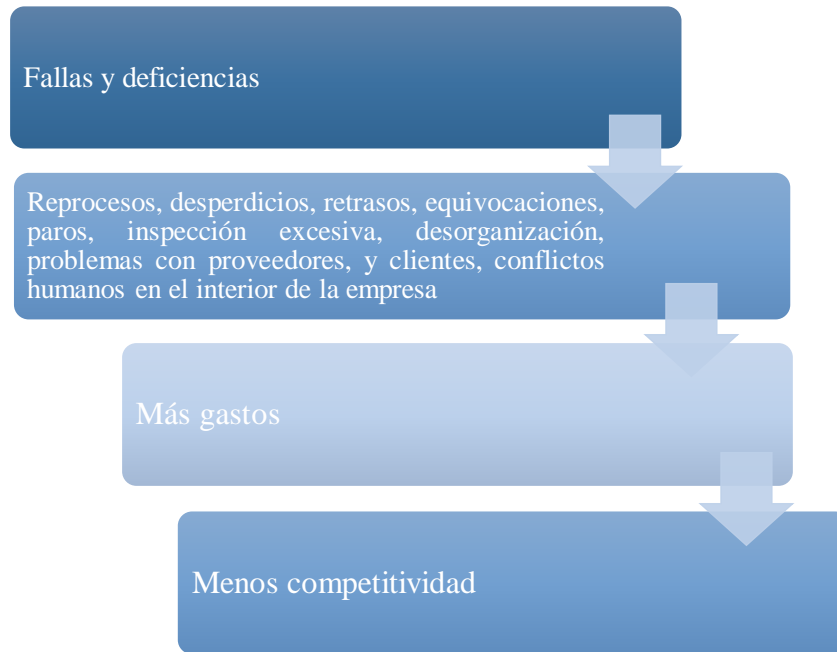 Fallas y deficiencias
Reprocesos, desperdicios, retrasos, equivocaciones,
paros, inspección excesiva, desorganización,
problemas con proveedores, y clientes, conflictos
humanos en el interior de la empresa
Más gastos
Menos competitividad